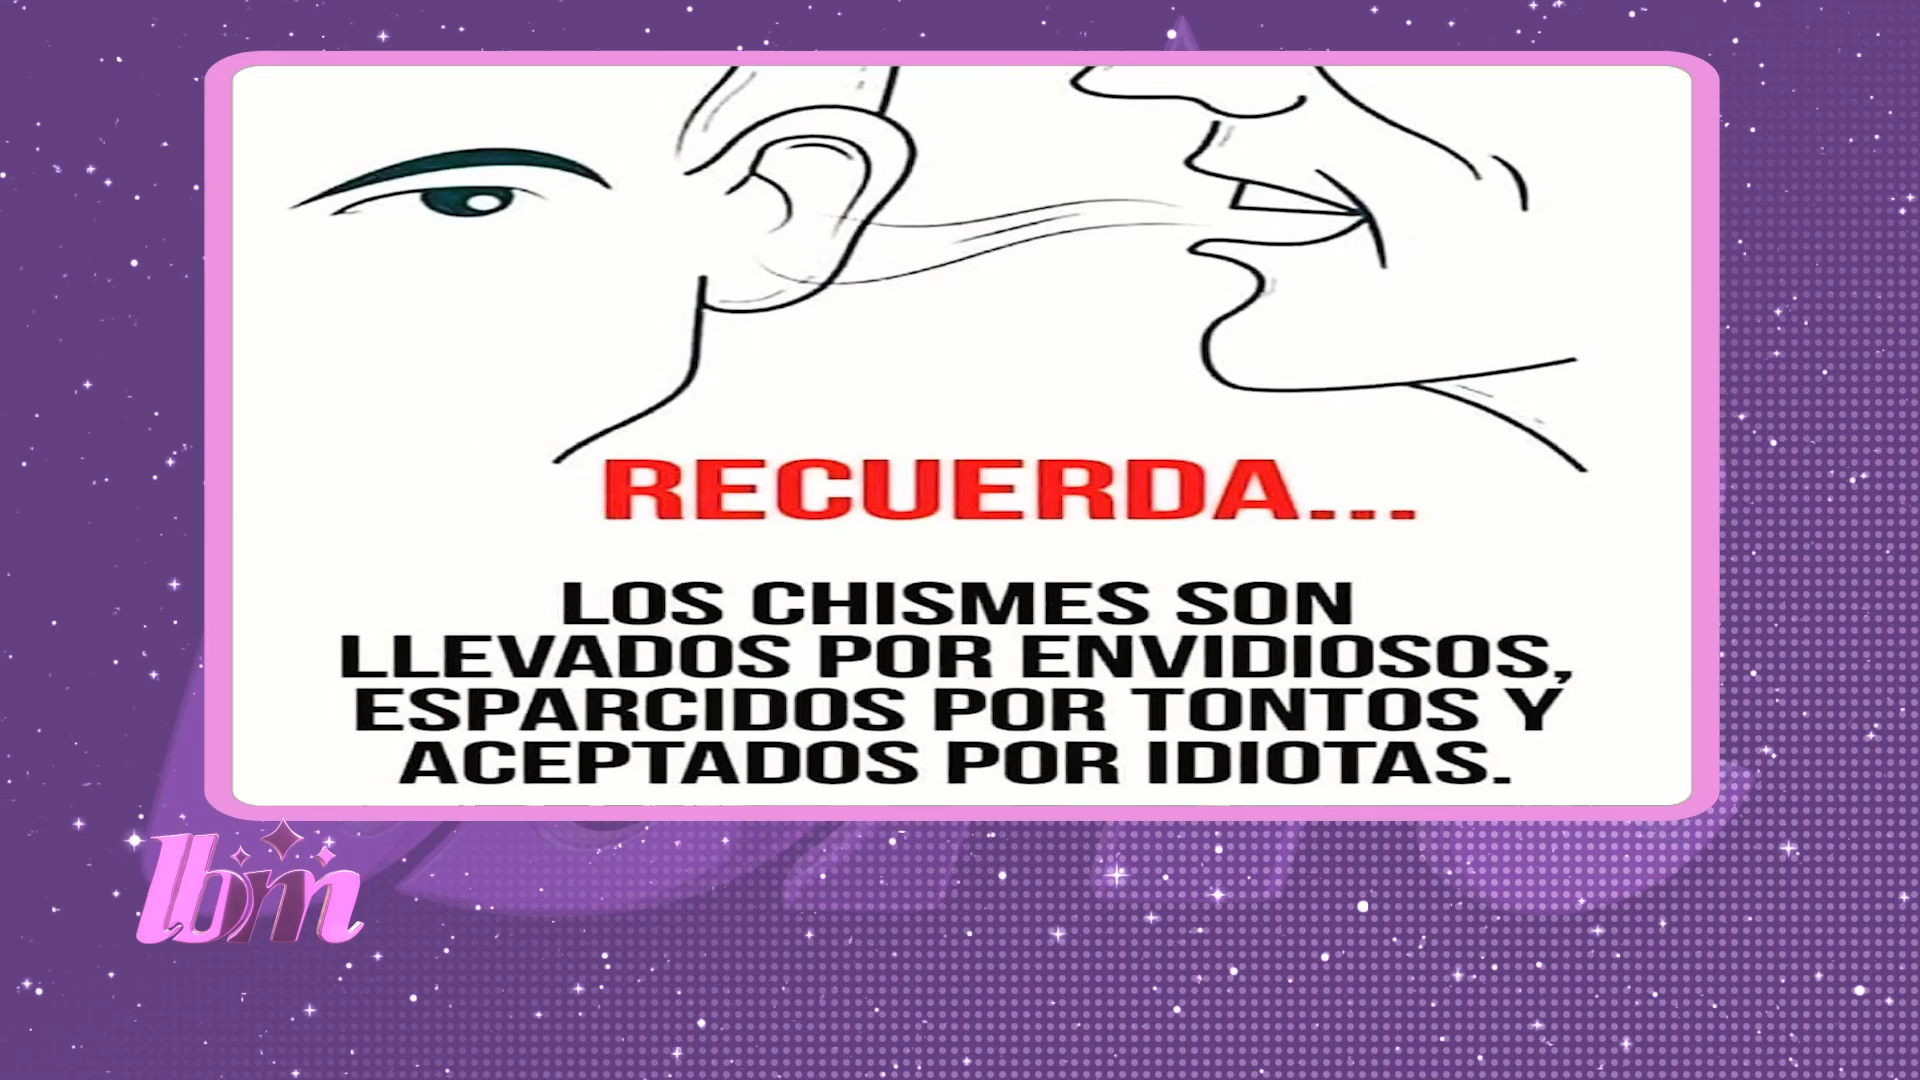 RECUERDA...
LOS CHISMES SON
LLEVADOS POR ENVIDIOSOS,
ESPARCIDOS POR TONTOS Y
ACEPTADOS POR IDIOTAS.
lbm